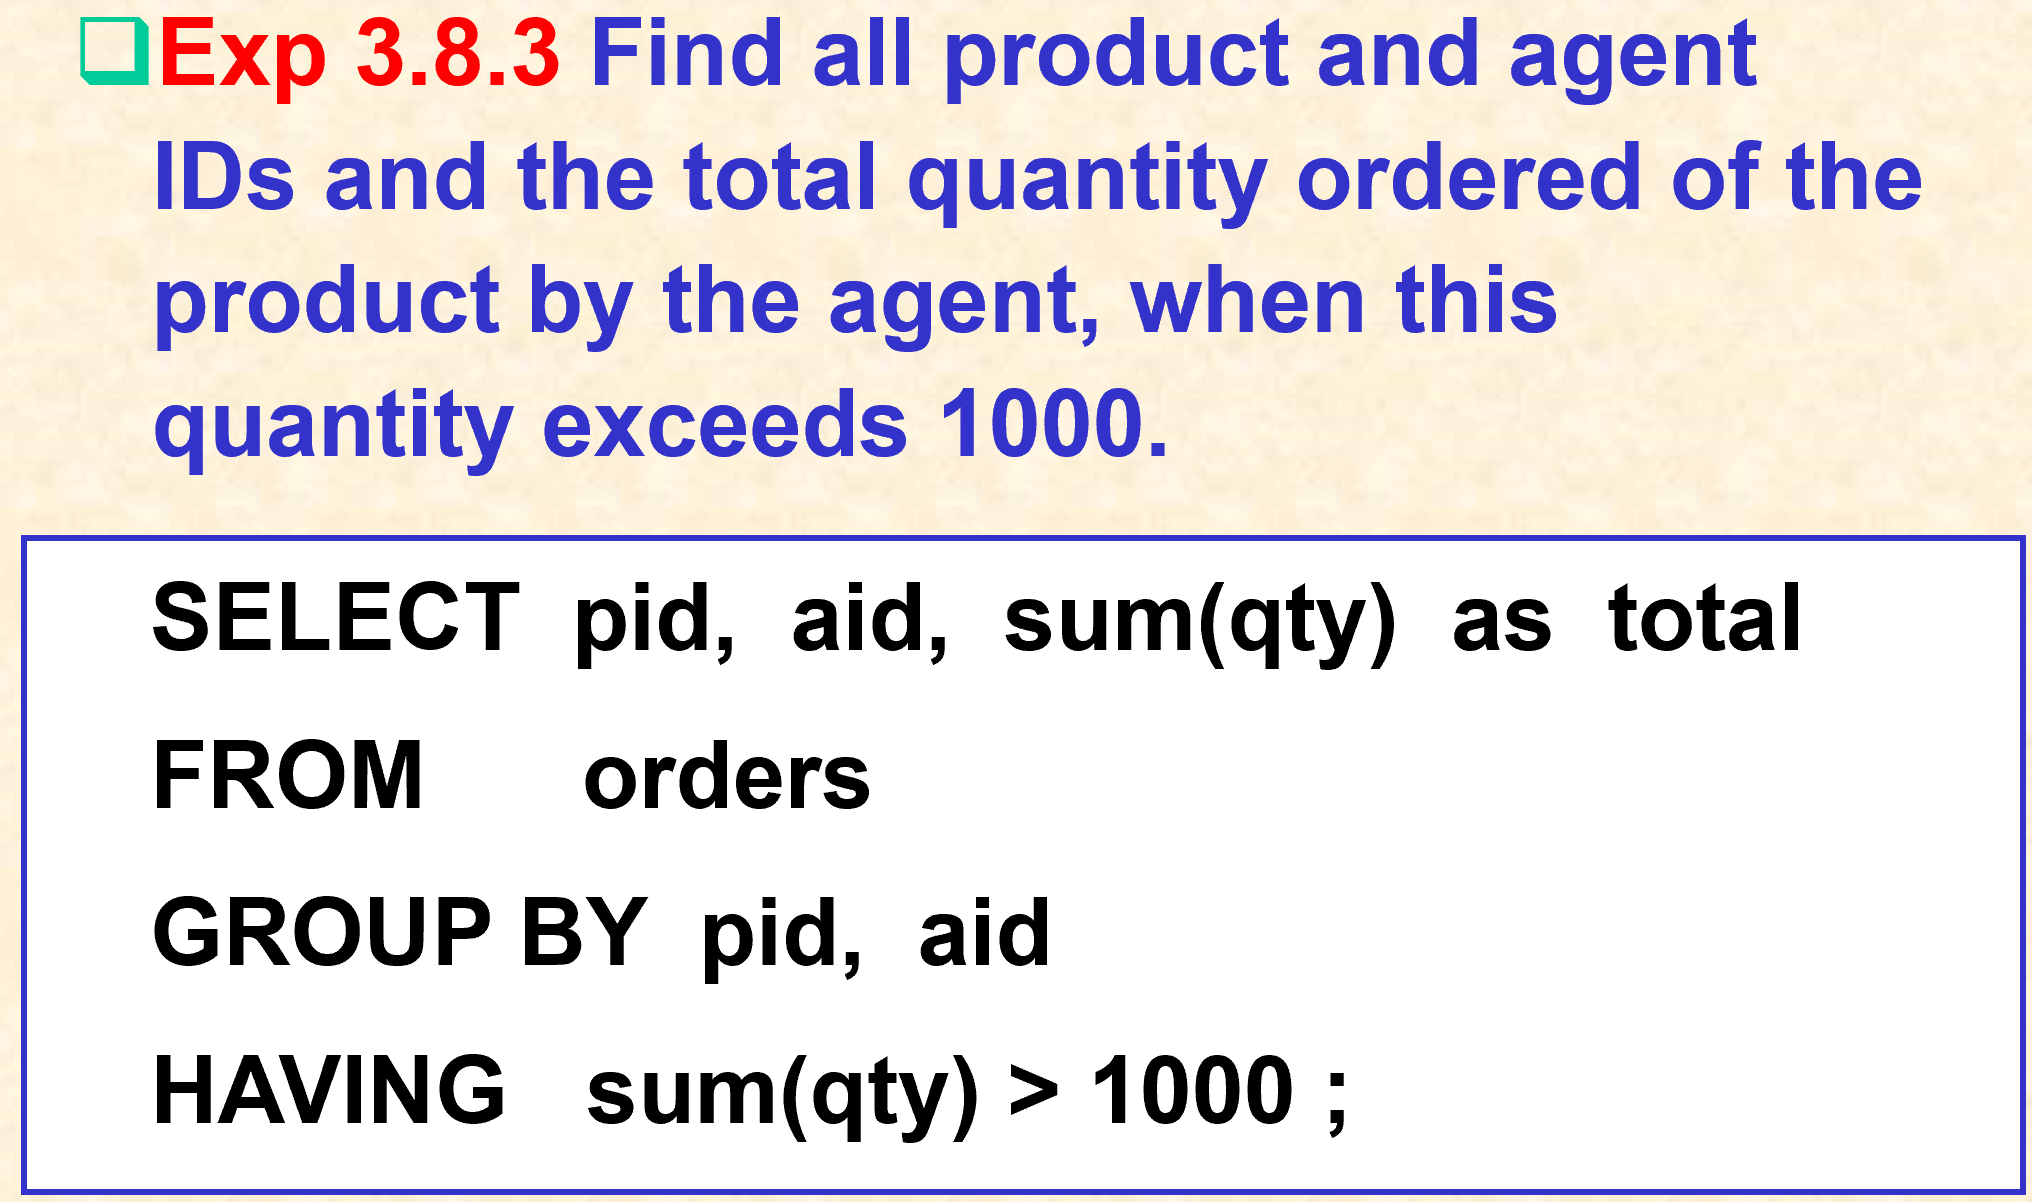 ❑Exp 3.8.3 Find all product and agent
IDs and the total quantity ordered of the
product by the agent, when this
quantity exceeds 1000.
SELECT pid, aid, sum(qty) as total
FROM orders
GROUP BY pid, aid
HAVING sum(qty) > 1000 ;